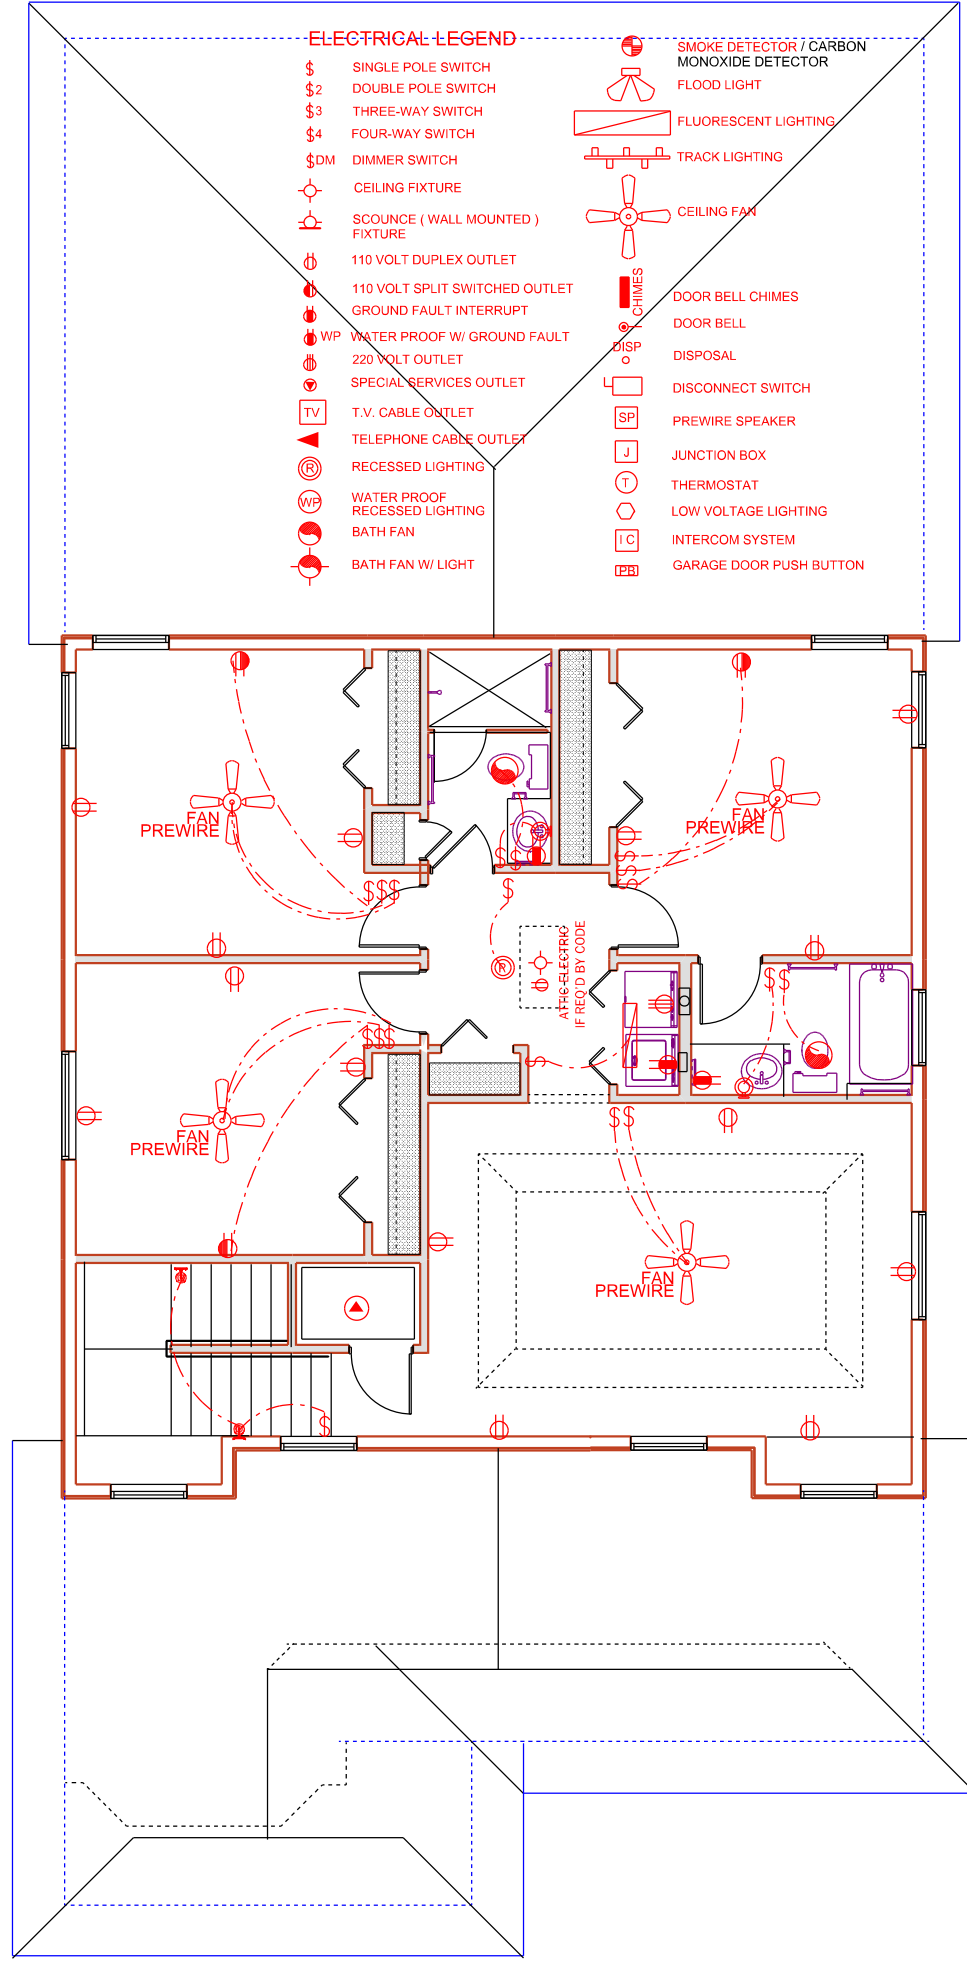 ELECTRICAL LEGEND
$ SINGLE POLE SWITCH
$2 DOUBLE POLE SWITCH
$3 THREE-WAY SWITCH
$4 FOUR-WAY SWITCH
$DM DIMMER SWITCH
CEILING FIXTURE
SCOUNCE ( WALL MOUNTED )
FIXTURE
110 VOLT DUPLEX OUTLET
110 VOLT SPLIT SWITCHED OUTLET
GROUND FAULT INTERRUPT
WP WATER PROOF W/ GROUND FAULT
220 VOLT OUTLET
SPECIAL SERVICES OUTLET
TV T.V. CABLE OUTLET
TELEPHONE CABLE OUTLET
R RECESSED LIGHTING
WP WATER PROOF
RECESSED LIGHTING
BATH FAN
BATH FAN W/ LIGHT
SMOKE DETECTOR / CARBON
MONOXIDE DETECTOR
FLOOD LIGHT
FLUORESCENT LIGHTING
TRACK LIGHTING
CEILING FAN
CHIMES
DOOR BELL CHIMES
DOOR BELL
DISP
DISPOSAL
DISCONNECT SWITCH
SP PREWIRE SPEAKER
J JUNCTION BOX
T THERMOSTAT
LOW VOLTAGE LIGHTING
I C INTERCOM SYSTEM
PB GARAGE DOOR PUSH BUTTON
FAN
PREWIRE
FAN
PREWIRE
$$
$
$
$$$
$$
$
R
ATTIC ELECTRIC
IF REQ'D BY CODE
$$
$$$
$
FAN
PREWIRE
$$
FAN
PREWIRE
$